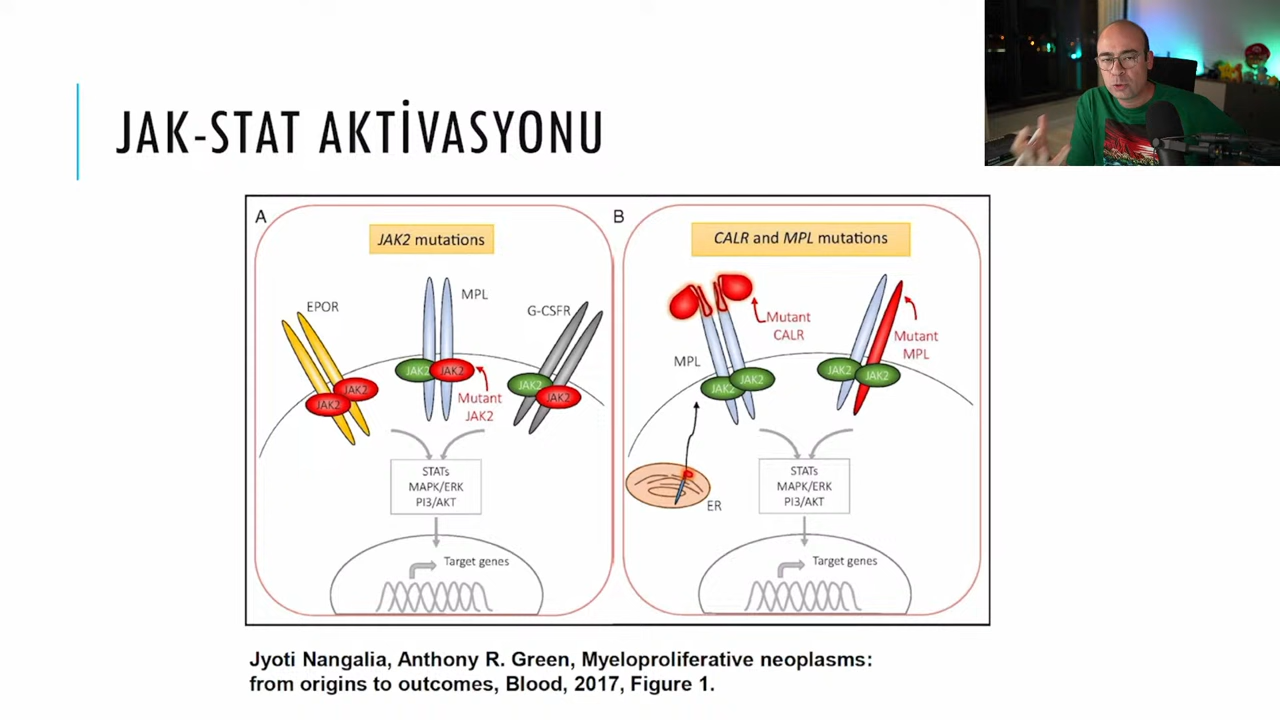 JAK-STAT AKTİVASYONU
A
JAK2 mutations
EPOR
MPL
G-CSFR
JAK2
JAK2
JAK2
JAK2
JAK2
JAK2
Mutant
JAK2
STATs
MAPK/ERK
PI3/AKT
Target genes
B
CALR and MPL mutations
Mutant
CALR
MPL
Mutant
MPL
JAK2
JAK2
JAK2
JAK2
ER
STATs
MAPK/ERK
PI3/AKT
Target genes
Jyoti Nangalia, Anthony R. Green, Myeloproliferative neoplasms:
from origins to outcomes, Blood, 2017, Figure 1.